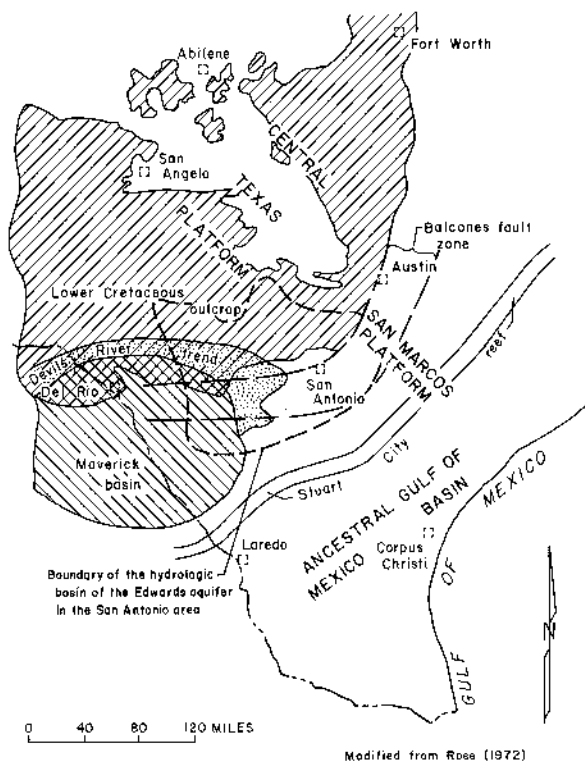 Fort Worth
Abilene
San
Angelo
CENTRAL
TEXAS
PLATFORM
Balcones fault
zone
Austin
Lower Cretaceous
outcrop
SAN MARCOS
PLATFORM
reef
Devils River trend
Del Rio
San
Antonio
Maverick
basin
City
Stuart
ANCESTRAL GULF OF
MEXICO BASIN
Corpus
Christi
GULF OF MEXICO
Laredo
Boundary of the hydrologic
basin of the Edwards aquifer
in the San Antonio area
N
0 40 80 120 MILES
Modified from Rose (1972)